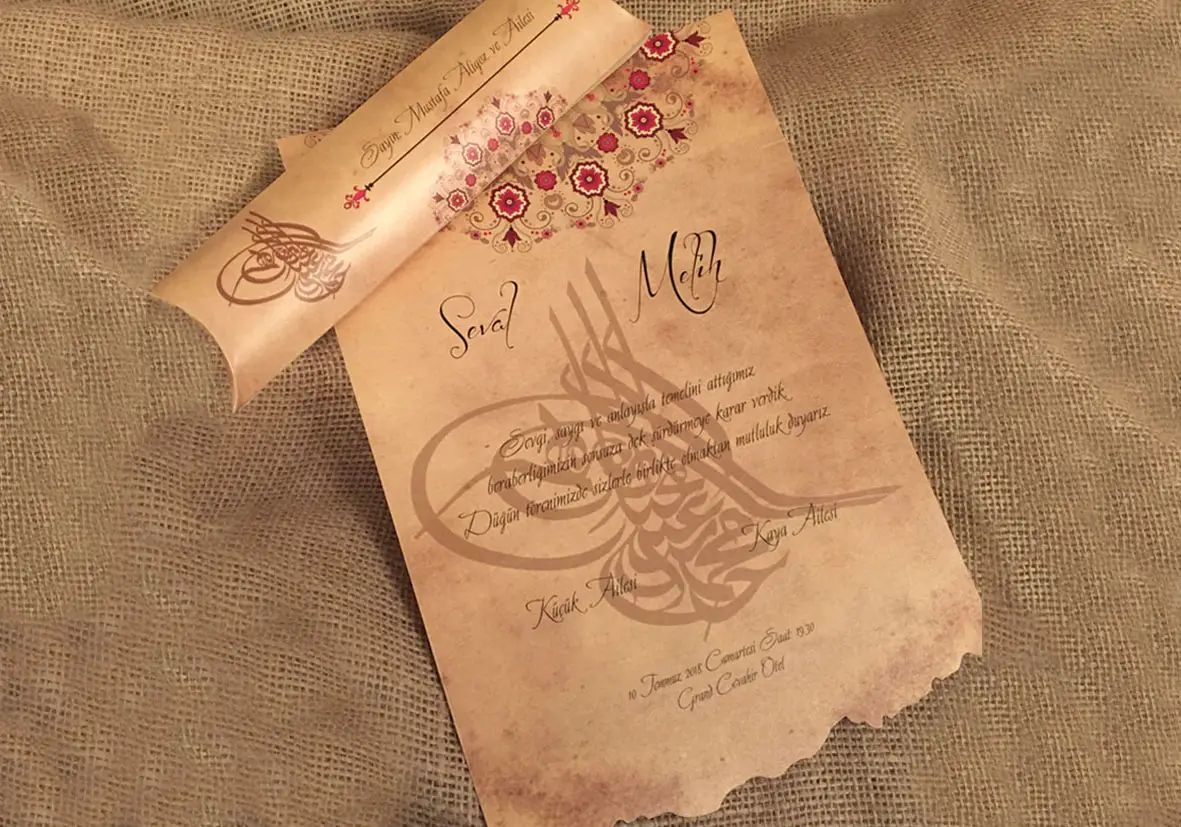 Sayın: Mustafa Alıgöz ve Ailesi
Seval
Melih
Sevgi, saygı ve anlayışla temelini attığımız
beraberliğimizin sonsuza dek sürdürmeye karar verdik
Düğün törenimizde sizlerle birlikte olmaktan mutluluk duyarız
Kaya Ailesi
Küçük Ailesi
10 Temmuz 2018 Cumartesi Saat 19.30
Grand Cevahir Otel